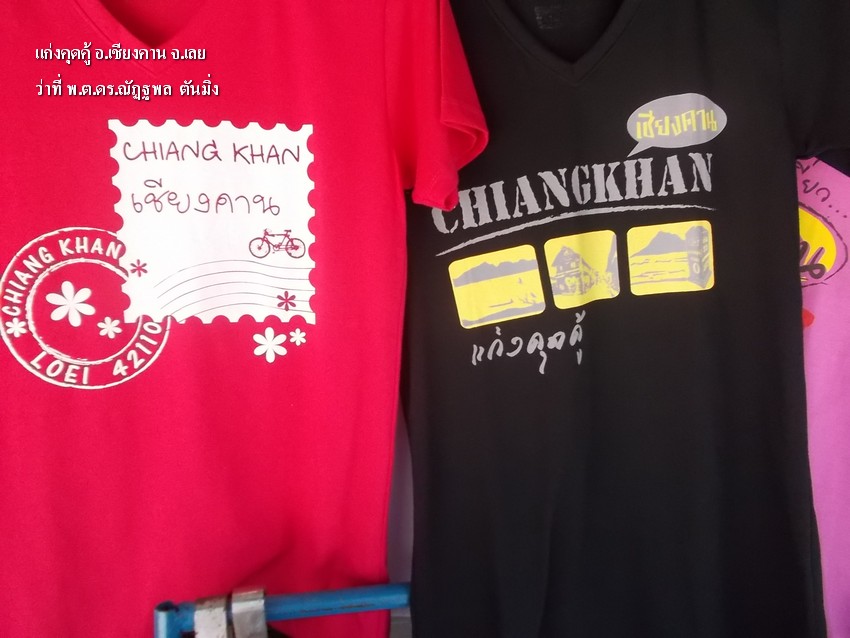 แก่งคุดคู้ อ.เชียงคาน จ.เลย
ว่าที่ พ.ต.ดร.ณัฏฐพล ตันมิ่ง
CHIANG KHAN
เชียงคาน
CHIANG KHAN
LOEI 42110
เชียงคาน
CHIANGKHAN
แก่งคุดคู้